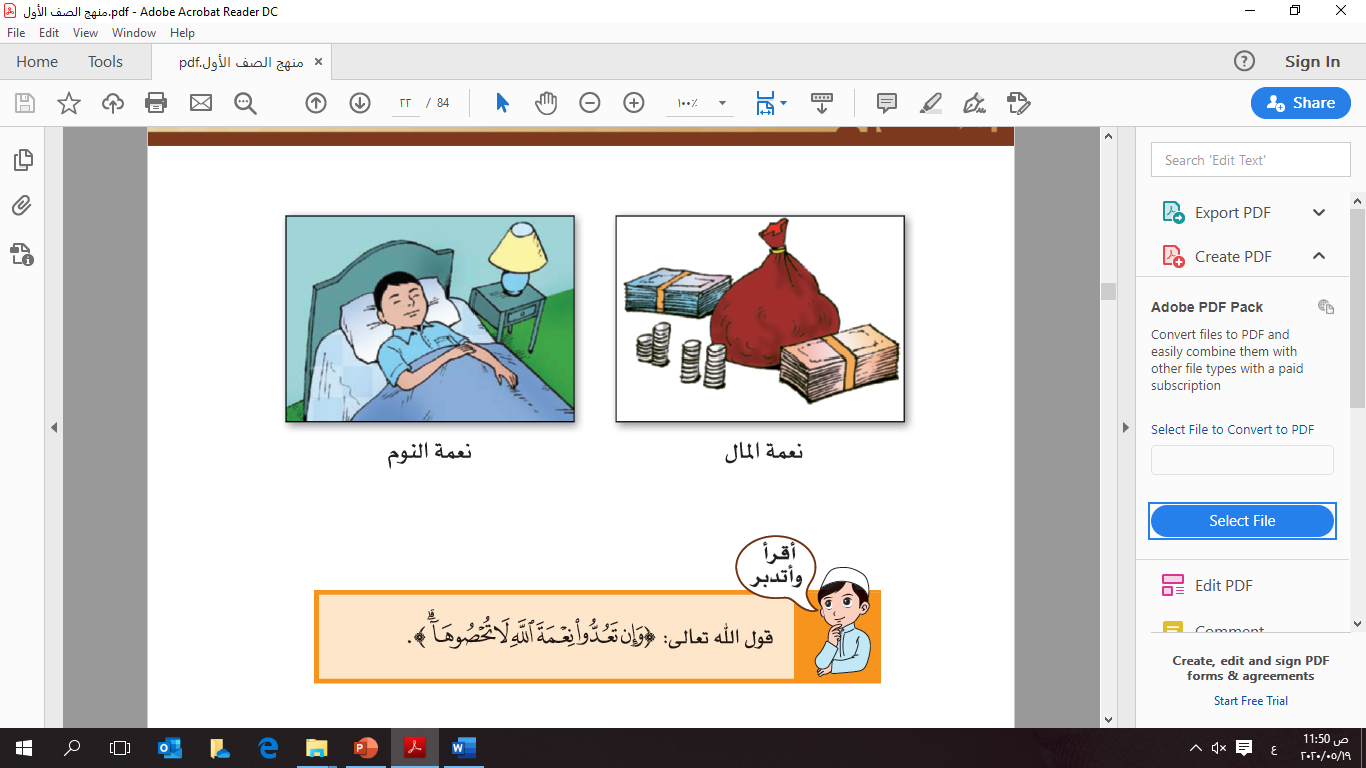 منهج الصف الأول.pdf - Adobe Acrobat Reader DC
File Edit View Window Help
Home Tools منهج الصف الأول.pdf × Sign In
٢٢ / 84 ١٠٠٪ Share
Search 'Edit Text'
Export PDF
Create PDF
Adobe PDF Pack
Convert files to PDF and
easily combine them with
other file types with a paid
subscription
Select File to Convert to PDF
Select File
Edit PDF
Comment
Create, edit and sign PDF
forms & agreements
Start Free Trial
نعمة المال
نعمة النوم
أقرأ
وأتدبر
قول الله تعالى: ﴿وَإِن تَعُدُّواْ نِعْمَةَ ٱللَّهِ لَا تُحْصُوهَآۗ﴾.
ع
11:50 ص
٢٠٢٠/٠٥/١٩